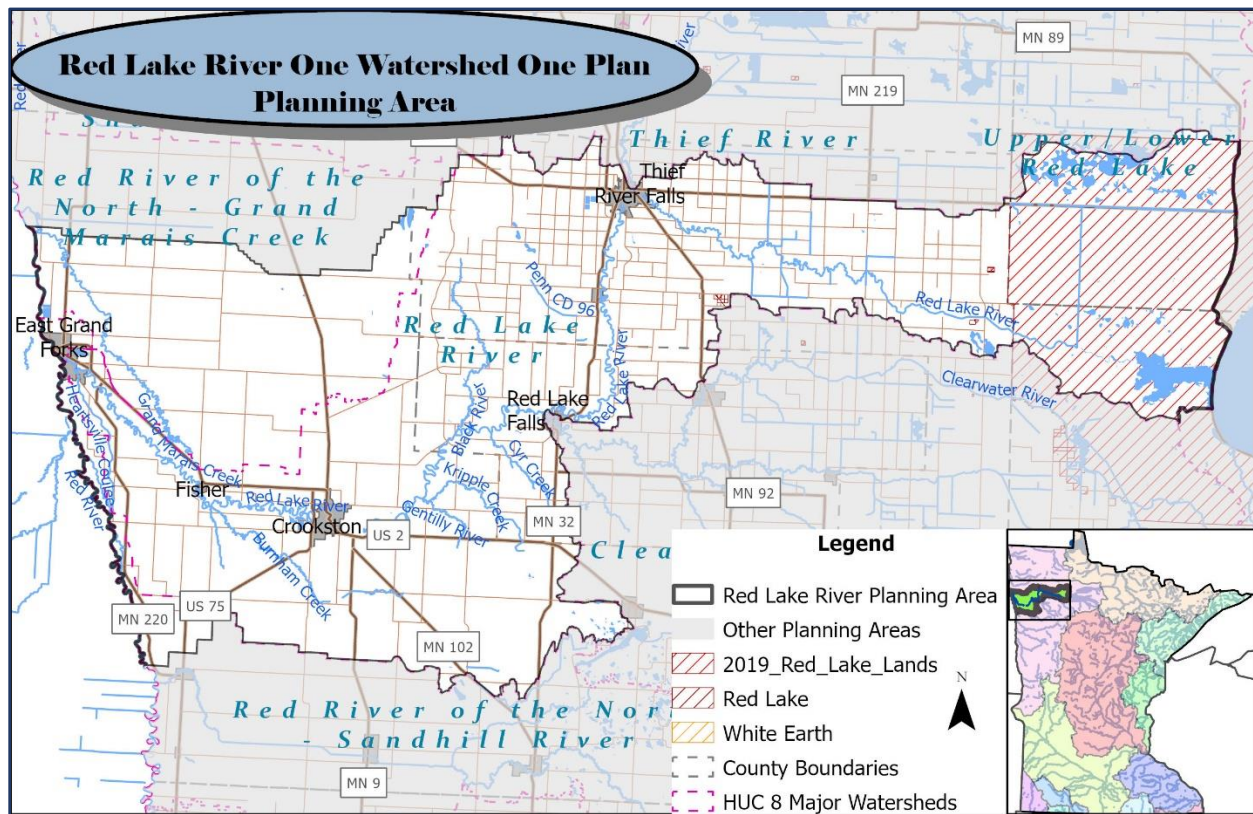 Red Lake River One Watershed One Plan
Planning Area
MN 89
MN 219
Thief River
Upper/Lower
Red Lake
Red River of the
North - Grand
Marais Creek
Thief
River Falls
Penn CD 96
Red Lake River
Red Lake
River
Red Lake River
Clearwater River
East Grand
Forks
Red Lake
Falls
Black River
Cyr Creek
Heartsville Coulee
Grand Marais Creek
Kripple Creek
Red River
Fisher
Red Lake River
Crookston
US 2
Gentilly River
MN 32
MN 92
Burnham Creek
Clea
US 75
MN 220
MN 102
Red River of the Nor
- Sandhill River
MN 9
Legend
Red Lake River Planning Area
Other Planning Areas
2019_Red_Lake_Lands
Red Lake
White Earth
County Boundaries
HUC 8 Major Watersheds
N